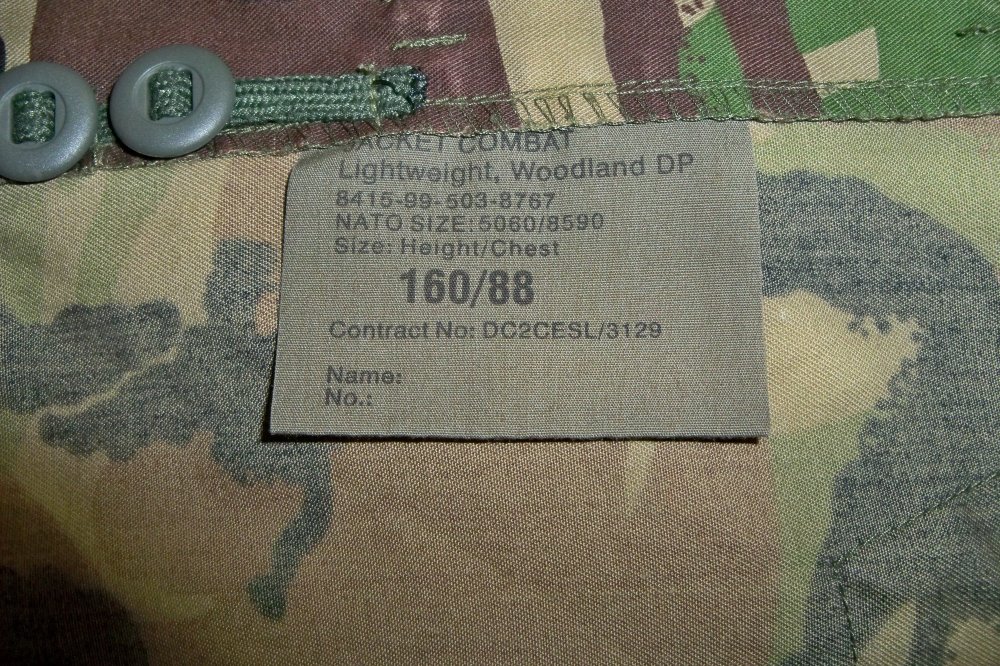 JACKET COMBAT
Lightweight, Woodland DP
8415-99-503-8767
NATO SIZE: 5060/8590
Size: Height/Chest
160/88
Contract No: DC2CESL/3129
Name:
No.: